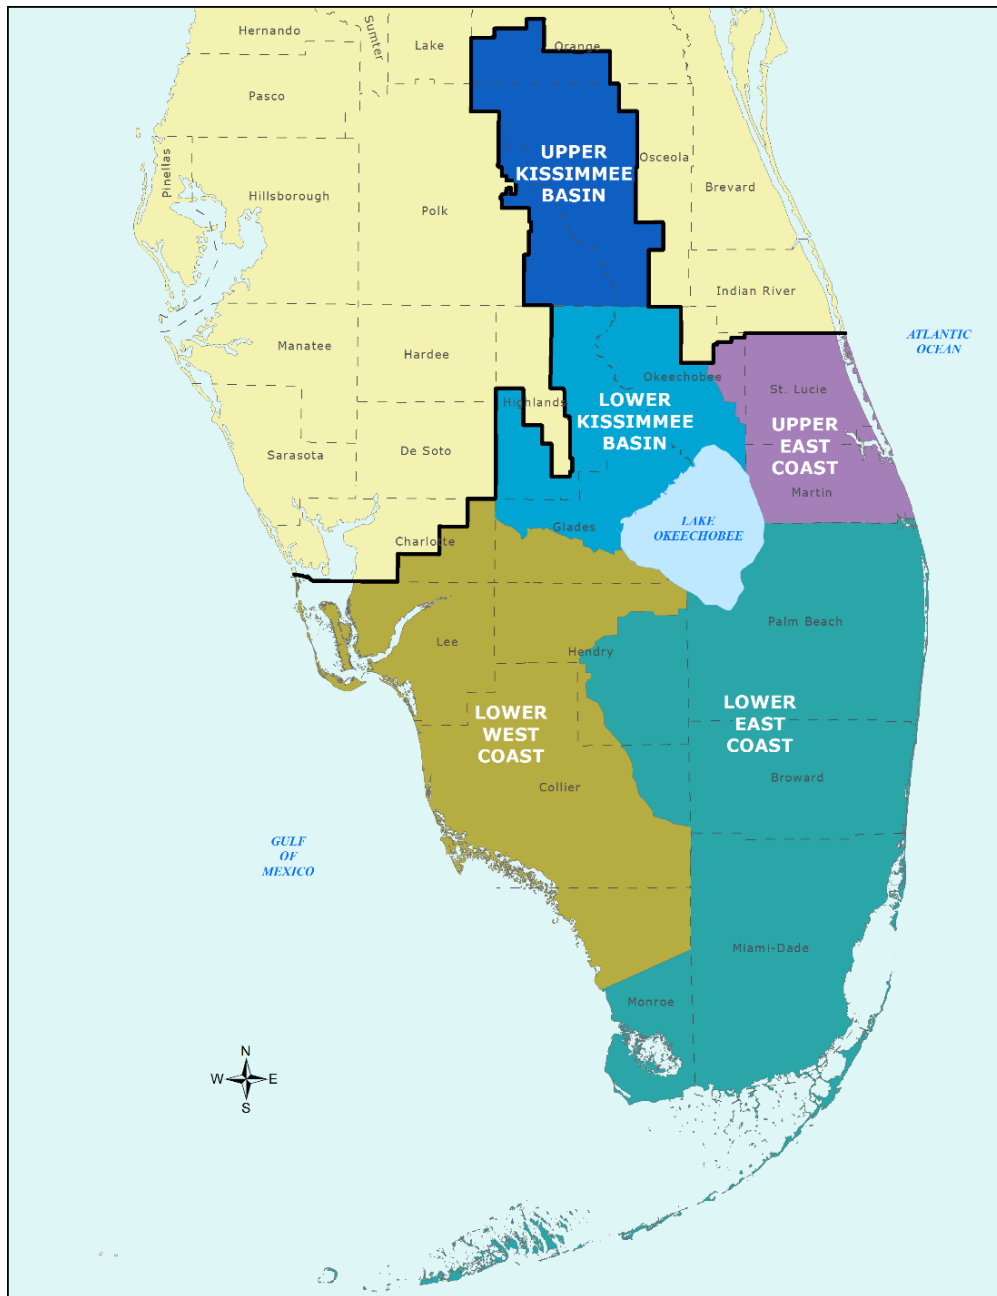 Hernando
Sumter
Lake
Orange
Pasco
UPPER
KISSIMMEE
BASIN
Osceola
Pinellas
Brevard
Hillsborough
Polk
Indian River
ATLANTIC
OCEAN
Manatee
Hardee
Okeechobee
St. Lucie
Highlands
LOWER
KISSIMMEE
BASIN
UPPER
EAST
COAST
De Soto
Sarasota
Martin
Glades
LAKE
OKEECHOBEE
Charlotte
Palm Beach
Lee
Hendry
LOWER
WEST
COAST
LOWER
EAST
COAST
Broward
Collier
GULF
OF
MEXICO
Miami-Dade
Monroe
N
W
E
S